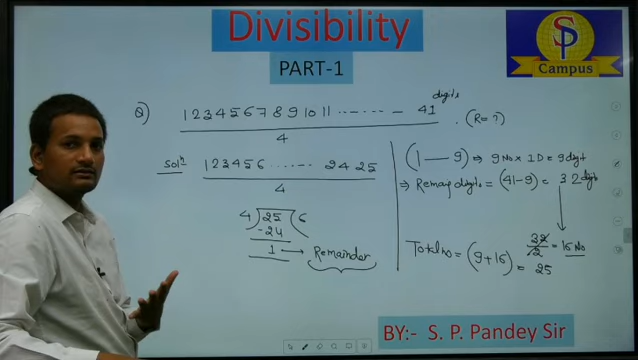 Divisibility
SP
Campus
PART-1
Q) 1 2 3 4 5 6 7 8 9 10 11 ........ 41 digits . (R= ?)
4
Solⁿ 1 2 3 4 5 6 ....... 24 25
4
4) 25 (6
-24
1 → Remainder
(1 — 9) ⇒ 9 No × 1 D = 9 digit
⇒ Remaing digits = (41-9) = 32 digits
32/2 = 16 No
Total no = (9+16)
= 25
BY:- S. P. Pandey Sir